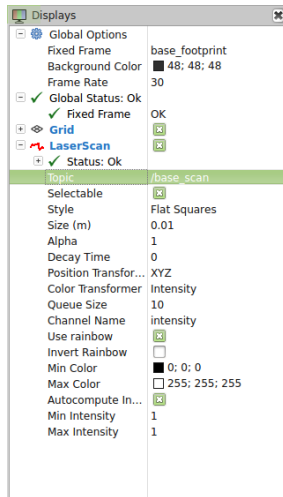 Displays
Global Options
Fixed Frame base_footprint
Background Color 48; 48; 48
Frame Rate 30
Global Status: Ok
Fixed Frame OK
Grid
LaserScan
Status: Ok
Topic /base_scan
Selectable
Style Flat Squares
Size (m) 0.01
Alpha 1
Decay Time 0
Position Transfor... XYZ
Color Transformer Intensity
Queue Size 10
Channel Name intensity
Use rainbow
Invert Rainbow
Min Color 0; 0; 0
Max Color 255; 255; 255
Autocompute In...
Min Intensity 1
Max Intensity 1